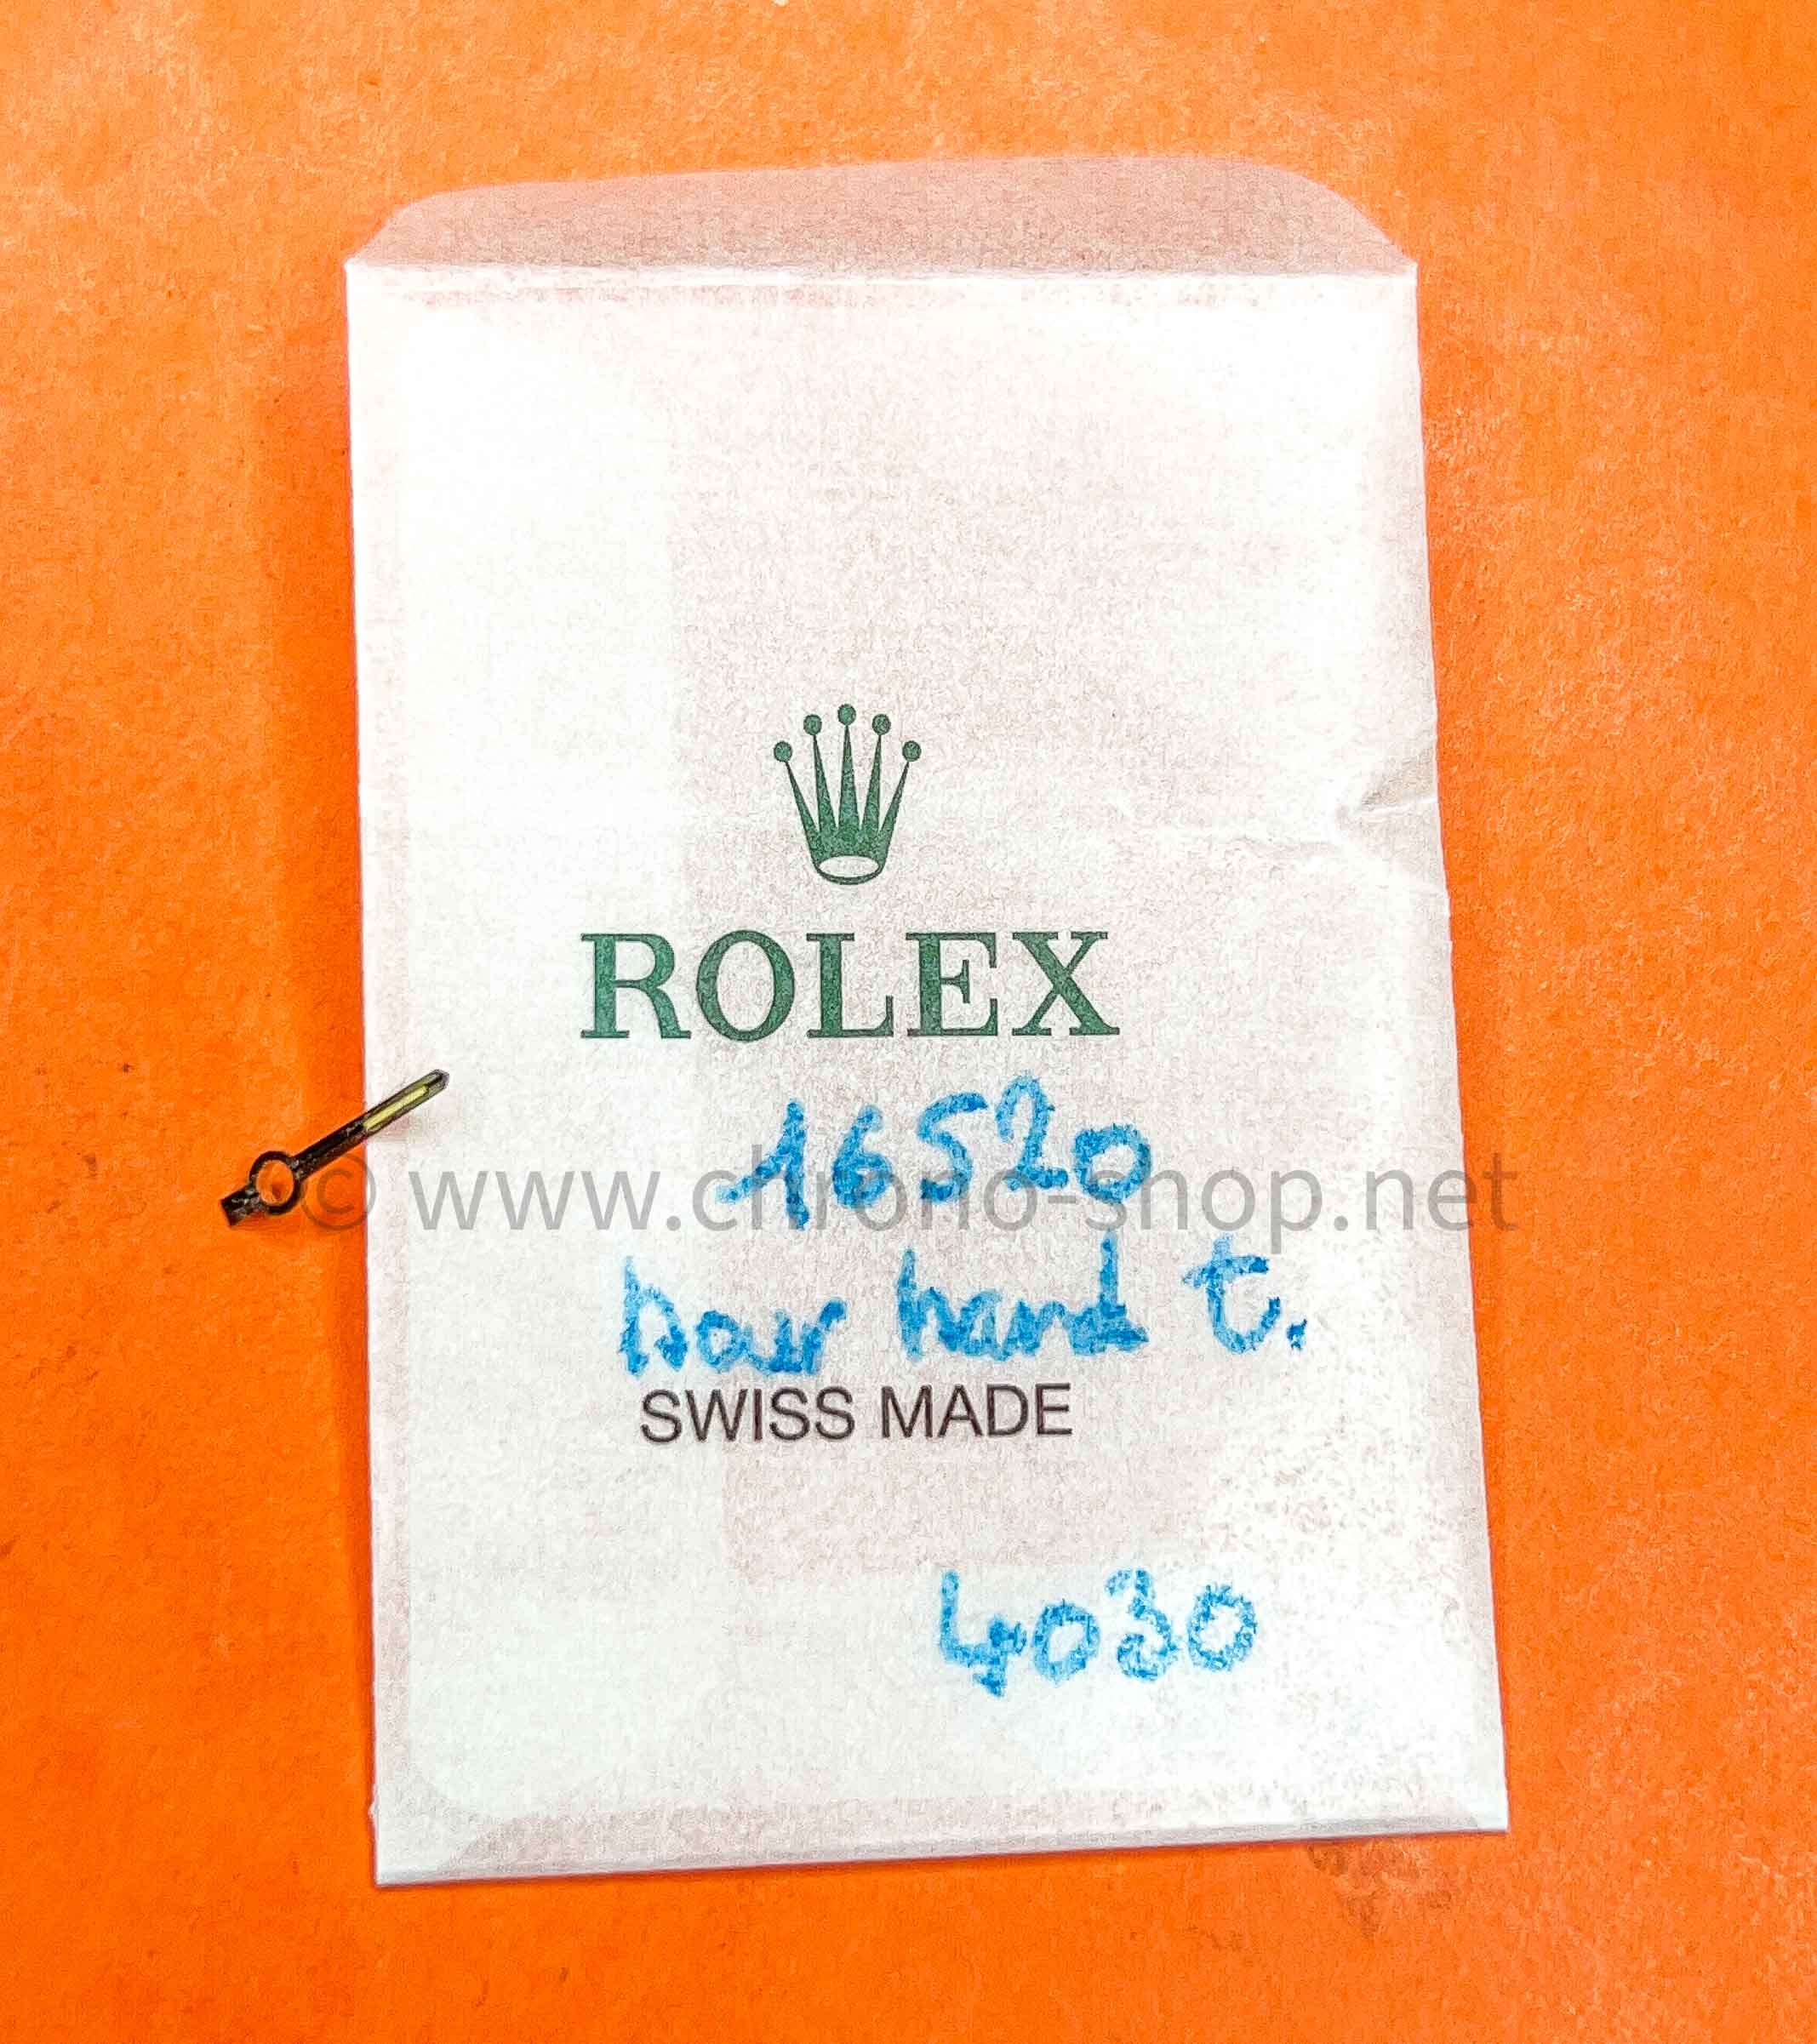 ROLEX
16520
© www.chrono-shop.net
hour hand t.
SWISS MADE
4030